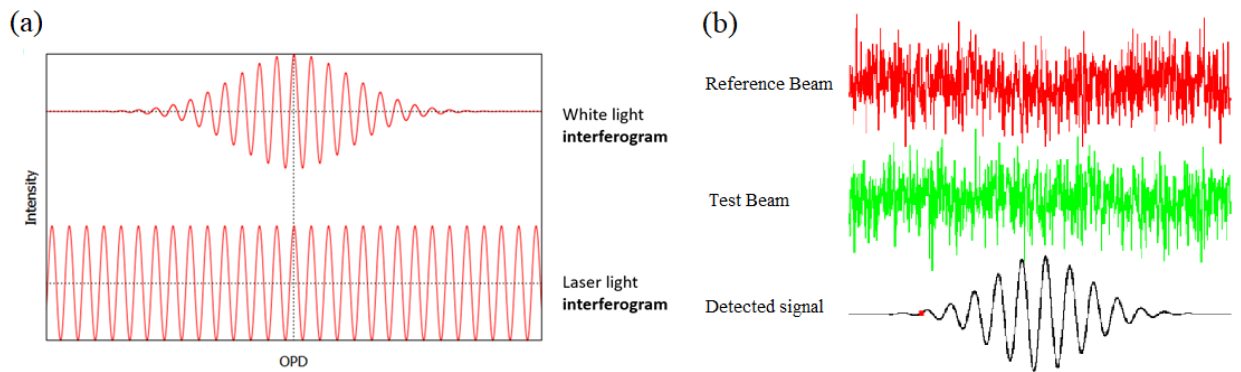 (a)
Intensity
White light
interferogram
Laser light
interferogram
OPD
(b)
Reference Beam
Test Beam
Detected signal